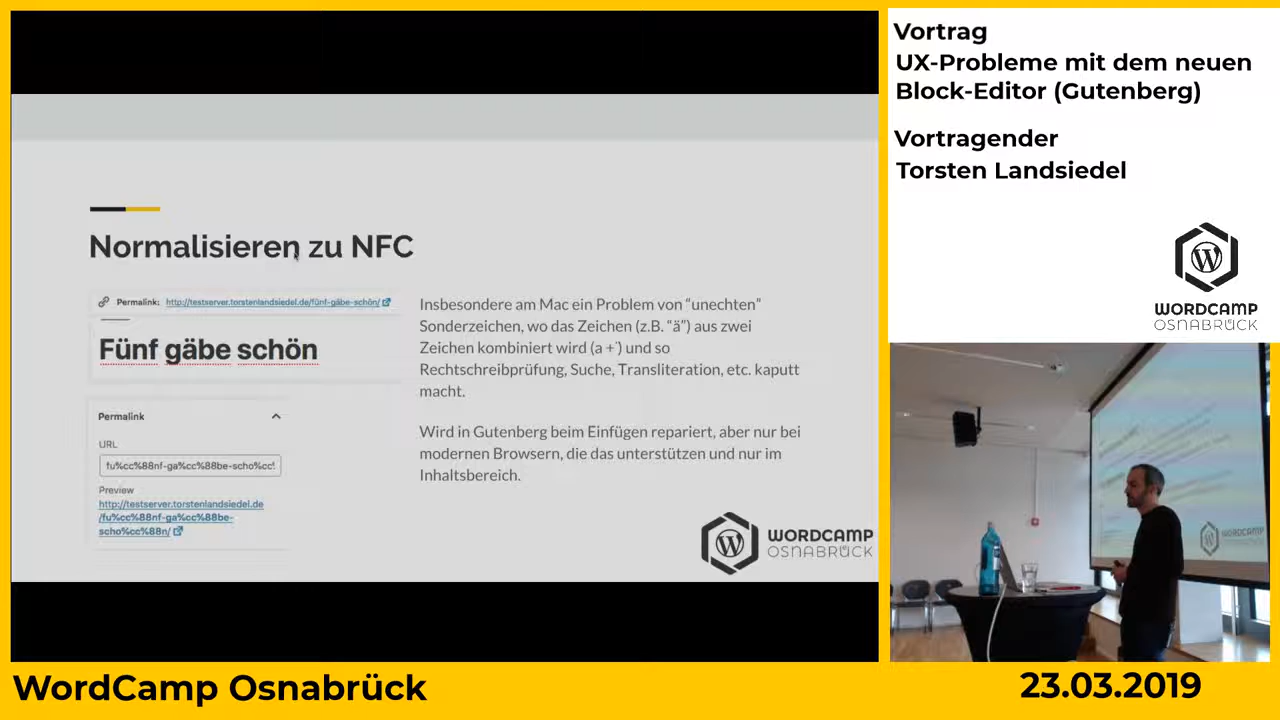 Normalisieren zu NFC
Permalink: http://testserver.torstenlandsiedel.de/fünf-gäbe-schön/
Fünf gäbe schön
Permalink
URL
fu%cc%88nf-ga%cc%88be-scho%cc%
Preview
http://testserver.torstenlandsiedel.de
/fu%cc%88nf-ga%cc%88be-
scho%cc%88n/
Insbesondere am Mac ein Problem von “unechten”
Sonderzeichen, wo das Zeichen (z.B. “ä”) aus zwei
Zeichen kombiniert wird (a +¨) und so
Rechtschreibprüfung, Suche, Transliteration, etc. kaputt
macht.
Wird in Gutenberg beim Einfügen repariert, aber nur bei
modernen Browsern, die das unterstützen und nur im
Inhaltsbereich.
WORDCAMP
OSNABRÜCK
Vortrag
UX-Probleme mit dem neuen
Block-Editor (Gutenberg)
Vortragender
Torsten Landsiedel
WORDCAMP
OSNABRÜCK
WordCamp Osnabrück
23.03.2019